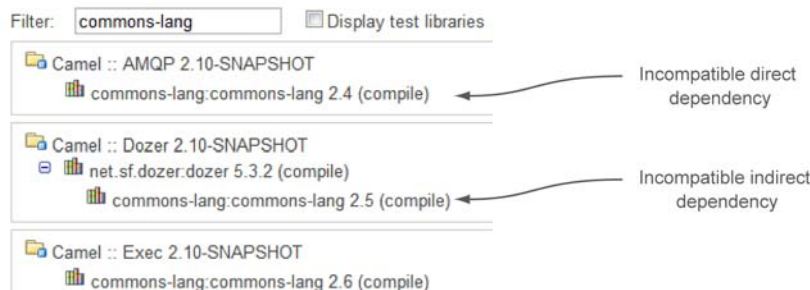 Filter: commons-lang Display test libraries
Camel :: AMQP 2.10-SNAPSHOT
commons-lang:commons-lang 2.4 (compile)
Incompatible direct
dependency
Camel :: Dozer 2.10-SNAPSHOT
net.sf.dozer:dozer 5.3.2 (compile)
commons-lang:commons-lang 2.5 (compile)
Incompatible indirect
dependency
Camel :: Exec 2.10-SNAPSHOT
commons-lang:commons-lang 2.6 (compile)